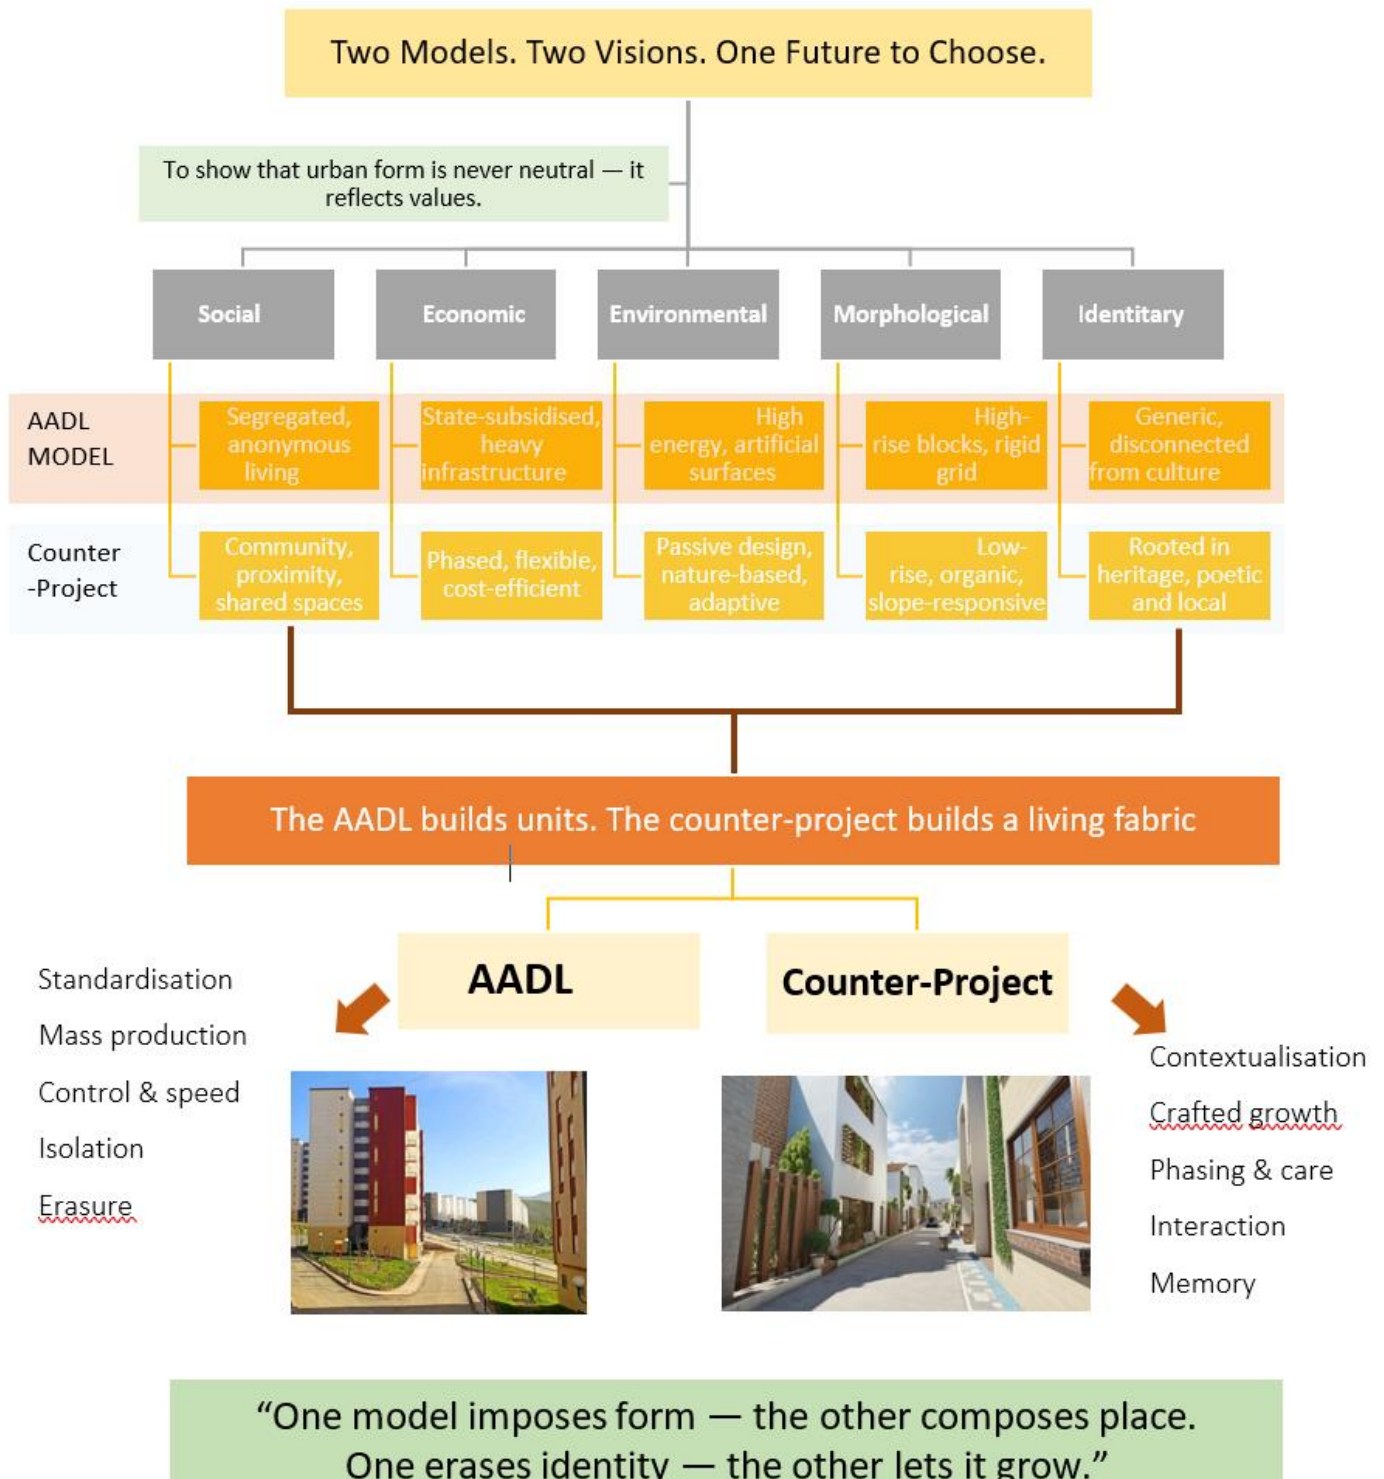 Two Models. Two Visions. One Future to Choose.
To show that urban form is never neutral — it
reflects values.
Social
Economic
Environmental
Morphological
Identitary
AADL
MODEL
Segregated,
anonymous
living
State-subsidised,
heavy
infrastructure
High
energy, artificial
surfaces
High-
rise blocks, rigid
grid
Generic,
disconnected
from culture
Counter
-Project
Community,
proximity,
shared spaces
Phased, flexible,
cost-efficient
Passive design,
nature-based,
adaptive
Low-
rise, organic,
slope-responsive
Rooted in
heritage, poetic
and local
The AADL builds units. The counter-project builds a living fabric
AADL
Counter-Project
Standardisation
Mass production
Control & speed
Isolation
Erasure
Contextualisation
Crafted growth
Phasing & care
Interaction
Memory
“One model imposes form — the other composes place.
One erases identity — the other lets it grow.”